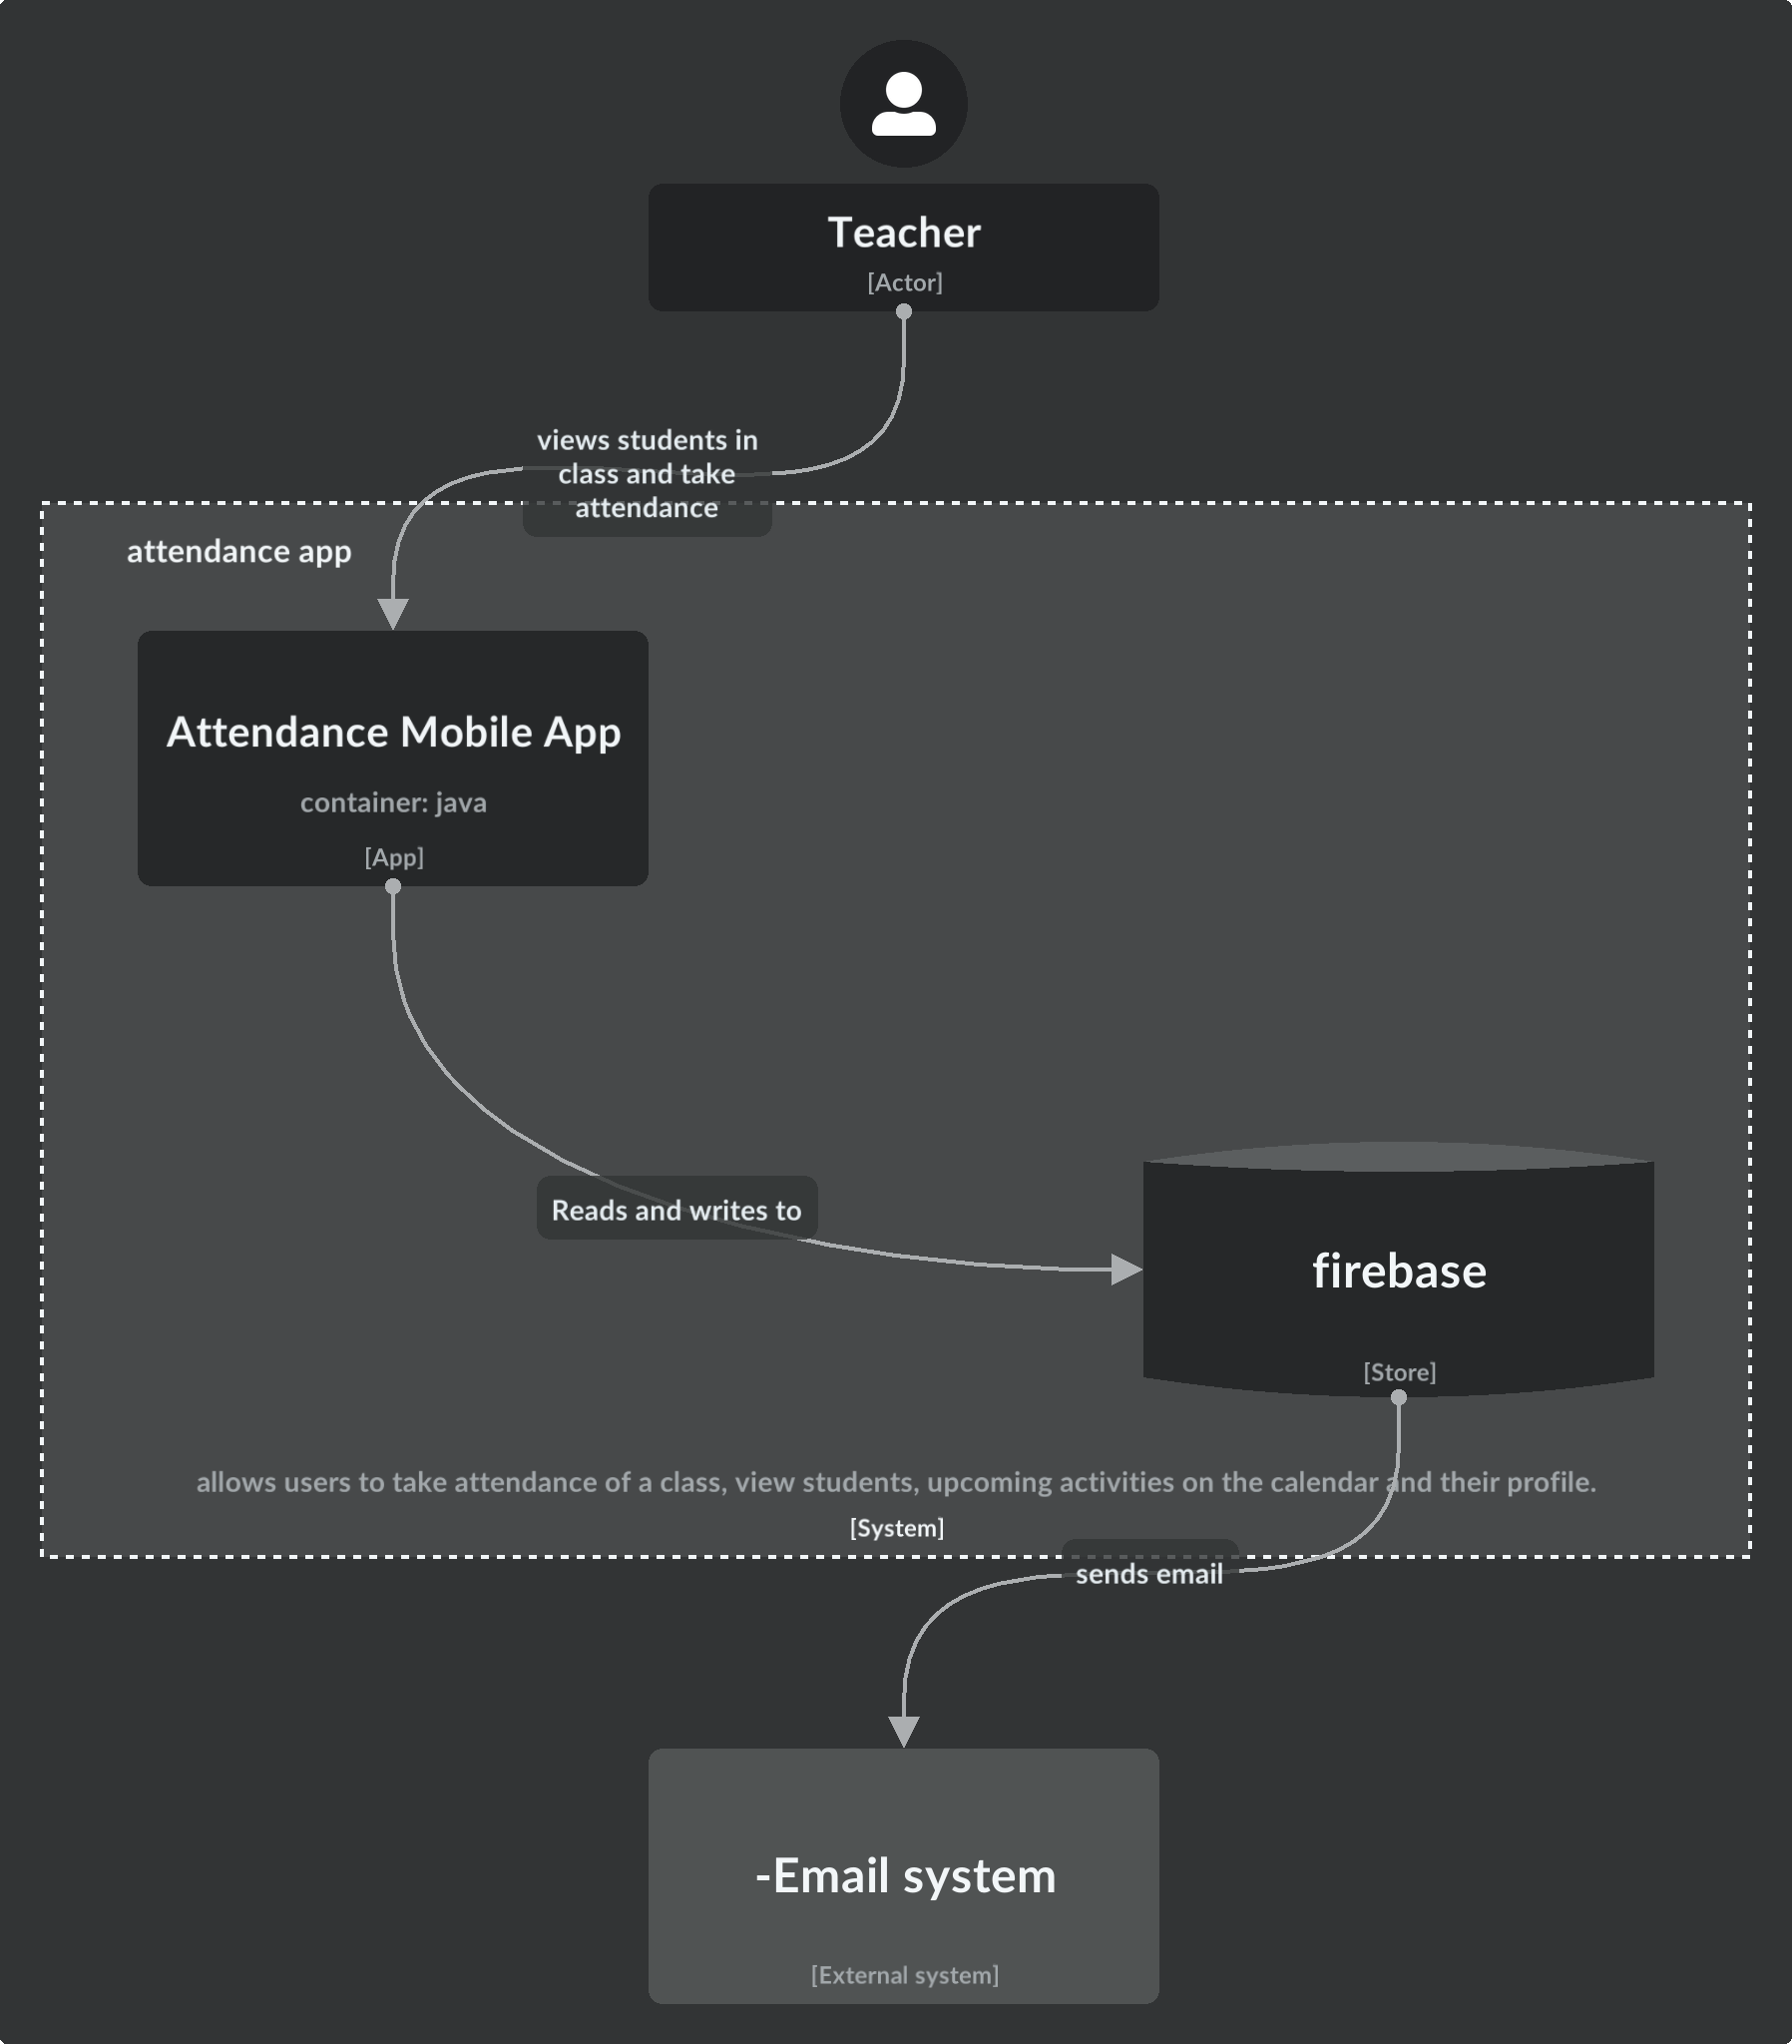 Teacher
[Actor]
views students in
class and take
attendance
attendance app
Attendance Mobile App
container: java
[App]
Reads and writes to
firebase
[Store]
allows users to take attendance of a class, view students, upcoming activities on the calendar and their profile.
[System]
sends email
-Email system
[External system]